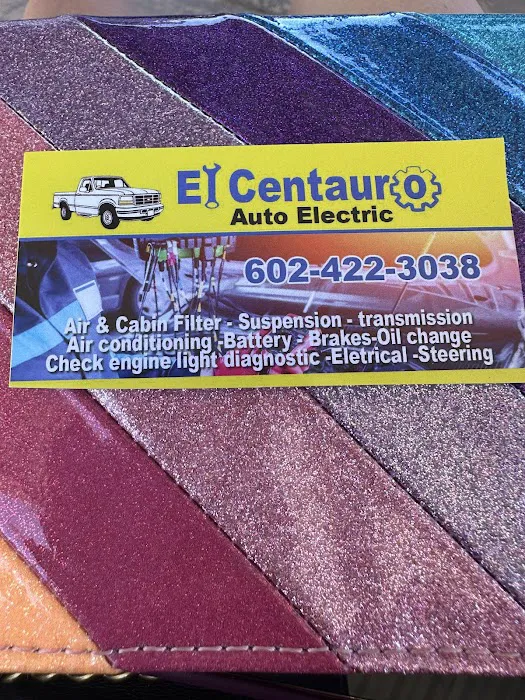 El Centauro
Auto Electric
602-422-3038
Air & Cabin Filter - Suspension - transmission
Air conditioning -Battery - Brakes-Oil change
Check engine light diagnostic -Eletrical -Steering